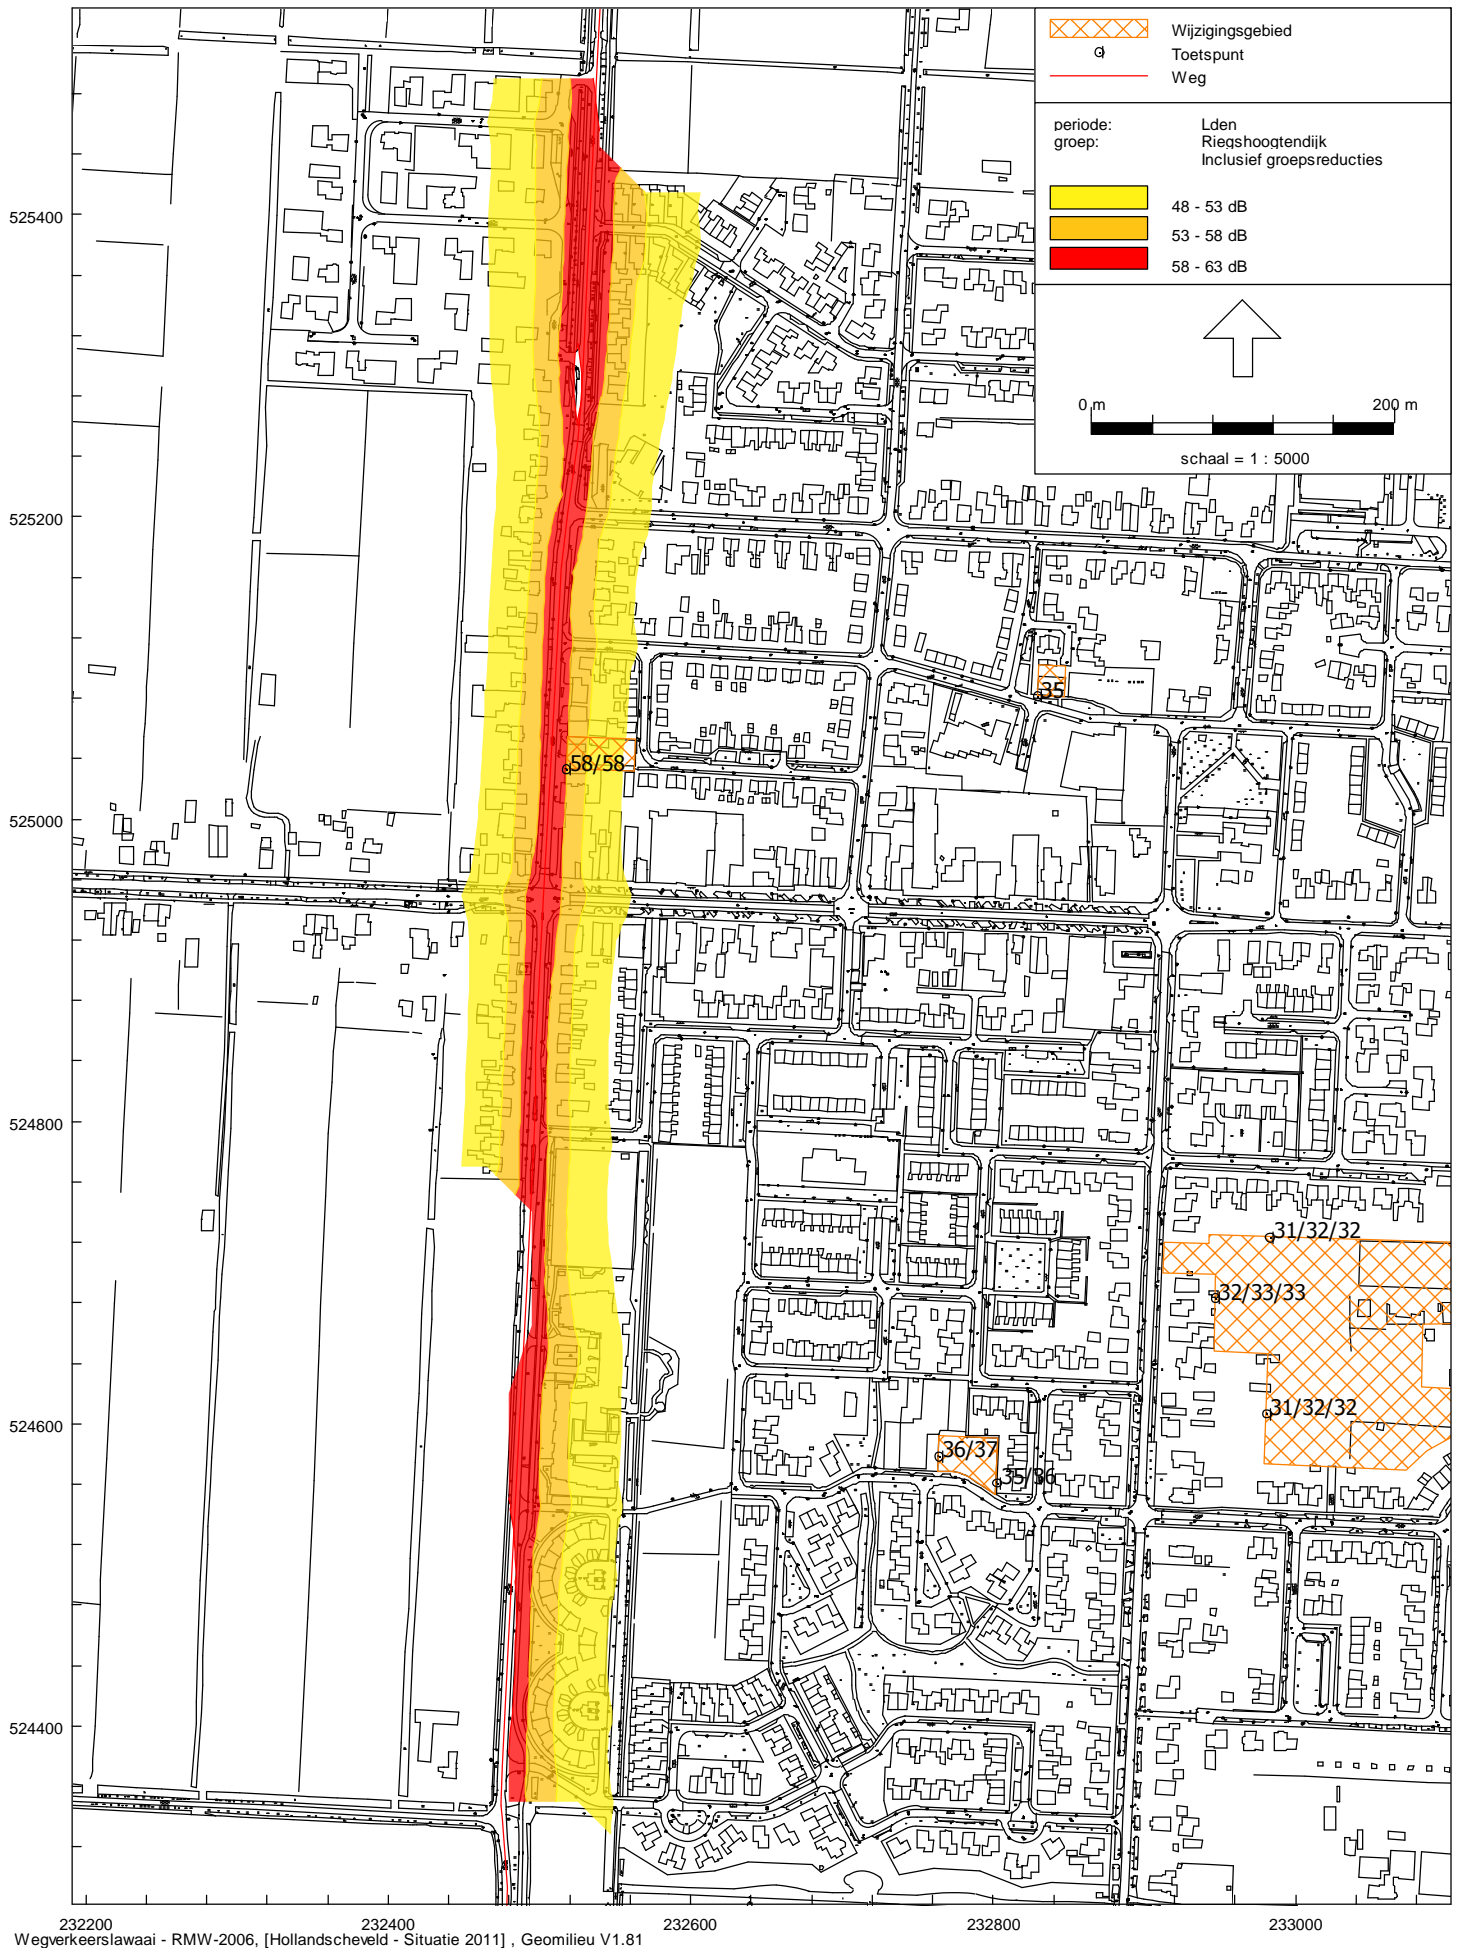 Wijzigingsgebied
Toetspunt
Weg
periode: Lden
groep: Riegshoogtendijk
Inclusief groepsreducties
48 - 53 dB
53 - 58 dB
58 - 63 dB
0 m 200 m
schaal = 1 : 5000
525400
525200
525000
524800
524600
524400
35
58/58
31/32/32
32/33/33
31/32/32
36/37
35/36
232200 232400 232600 232800 233000
Wegverkeerslawaai - RMW-2006, [Hollandscheveld - Situatie 2011] , Geomilieu V1.81